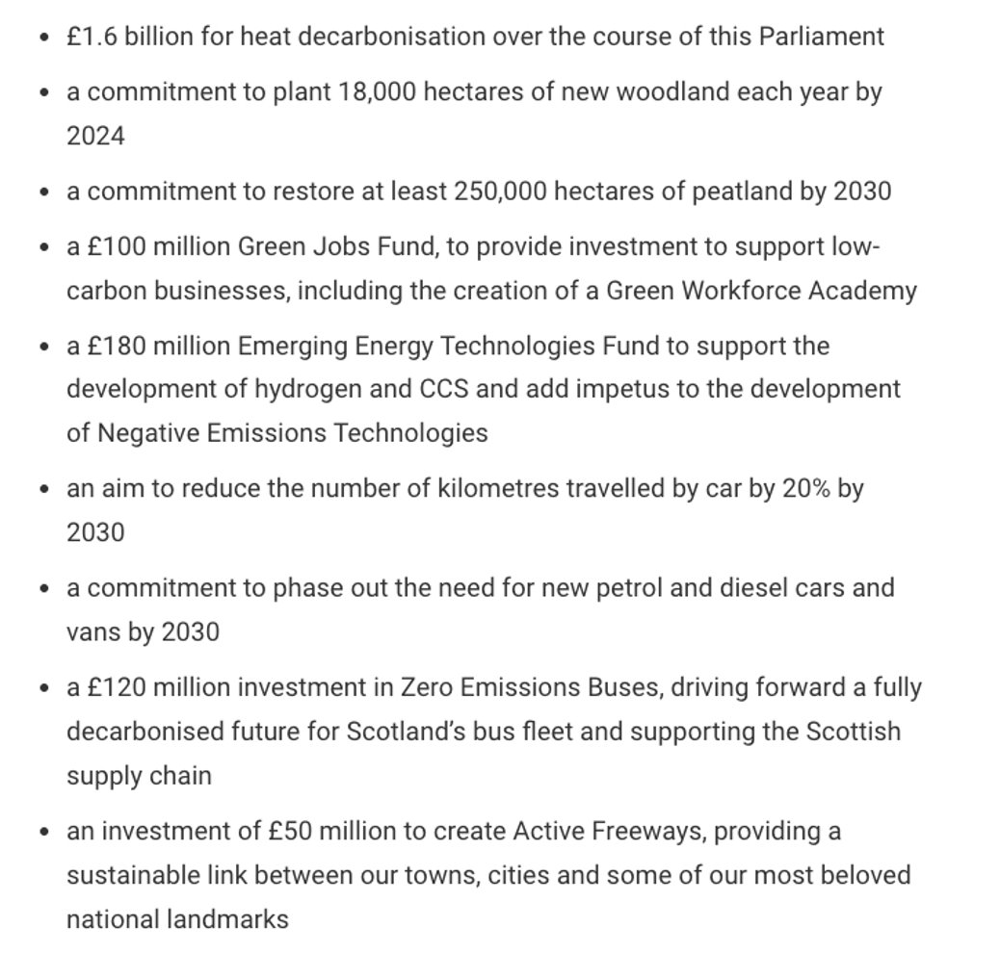 • £1.6 billion for heat decarbonisation over the course of this Parliament
• a commitment to plant 18,000 hectares of new woodland each year by
2024
• a commitment to restore at least 250,000 hectares of peatland by 2030
• a £100 million Green Jobs Fund, to provide investment to support low-
carbon businesses, including the creation of a Green Workforce Academy
• a £180 million Emerging Energy Technologies Fund to support the
development of hydrogen and CCS and add impetus to the development
of Negative Emissions Technologies
• an aim to reduce the number of kilometres travelled by car by 20% by
2030
• a commitment to phase out the need for new petrol and diesel cars and
vans by 2030
• a £120 million investment in Zero Emissions Buses, driving forward a fully
decarbonised future for Scotland’s bus fleet and supporting the Scottish
supply chain
• an investment of £50 million to create Active Freeways, providing a
sustainable link between our towns, cities and some of our most beloved
national landmarks